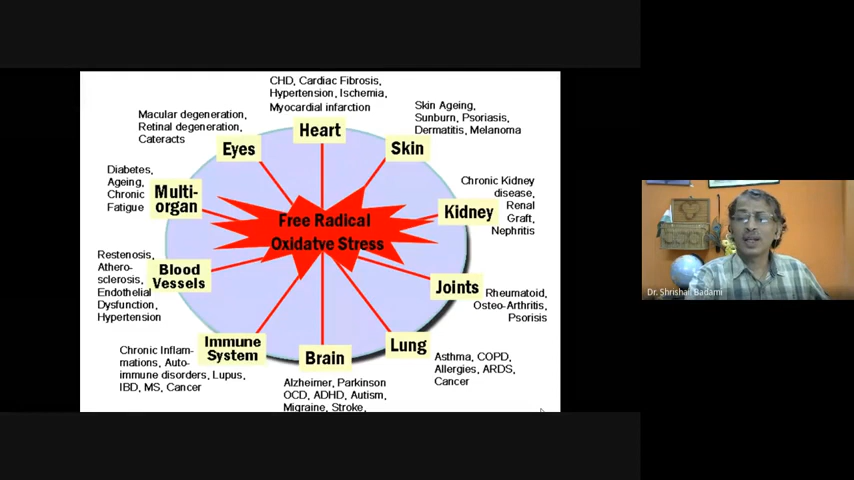 CHD, Cardiac Fibrosis,
Hypertension, Ischemia,
Myocardial infarction
Heart
Macular degeneration,
Retinal degeneration,
Cateracts
Eyes
Skin Ageing,
Sunburn, Psoriasis,
Dermatitis, Melanoma
Skin
Diabetes,
Ageing,
Chronic
Fatigue
Multi-
organ
Chronic Kidney
disease,
Renal
Graft,
Nephritis
Kidney
Free Radical
Oxidatve Stress
Restenosis,
Athero-
sclerosis,
Endothelial
Dysfunction,
Hypertension
Blood
Vessels
Joints
Rheumatoid,
Osteo-Arthritis,
Psorisis
Immune
System
Chronic Inflam-
mations, Auto-
immune disorders, Lupus,
IBD, MS, Cancer
Brain
Alzheimer, Parkinson
OCD, ADHD, Autism,
Migraine, Stroke,
Lung
Asthma, COPD,
Allergies, ARDS,
Cancer
Dr. Shrishail Badami